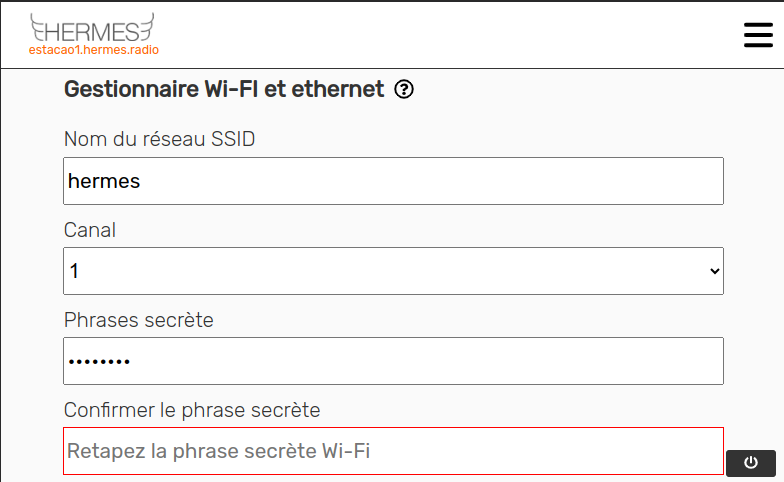 HERMES
estacao1.hermes.radio
Gestionnaire Wi-FI et ethernet ?
Nom du réseau SSID
hermes
Canal
1
Phrases secrète
••••••••
Confirmer le phrase secrète
Retapez la phrase secrète Wi-Fi